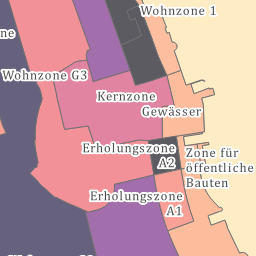 Wohnzone 1
Wohnzone G3
Kernzone
Gewässer
Erholungszone
A2
Zone für
öffentliche
Bauten
Erholungszone
A1